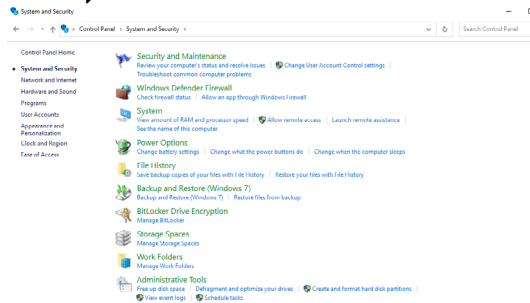 System and Security
Control Panel › System and Security ›
Search Control Panel
Control Panel Home
System and Security
Network and Internet
Hardware and Sound
Programs
User Accounts
Appearance and
Personalization
Clock and Region
Ease of Access
Security and Maintenance
Review your computer's status and resolve issues
Change User Account Control settings
Troubleshoot common computer problems
Windows Defender Firewall
Check firewall status
Allow an app through Windows Firewall
System
View amount of RAM and processor speed
Allow remote access
Launch remote assistance
See the name of this computer
Power Options
Change battery settings
Change what the power buttons do
Change when the computer sleeps
File History
Save backup copies of your files with File History
Restore your files with File History
Backup and Restore (Windows 7)
Backup and Restore (Windows 7)
Restore files from backup
BitLocker Drive Encryption
Manage BitLocker
Storage Spaces
Manage Storage Spaces
Work Folders
Manage Work Folders
Administrative Tools
Free up disk space
Defragment and optimize your drives
Create and format hard disk partitions
View event logs
Schedule tasks